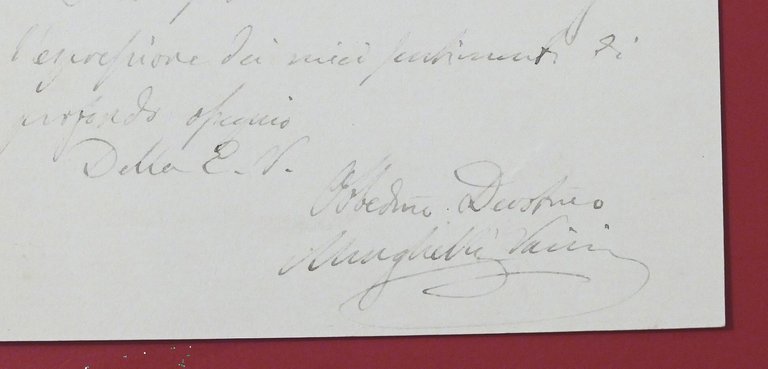 l'espressione dei miei sentimenti di
profondo ossequio
Della E. V.
Obbedmo Devotmo